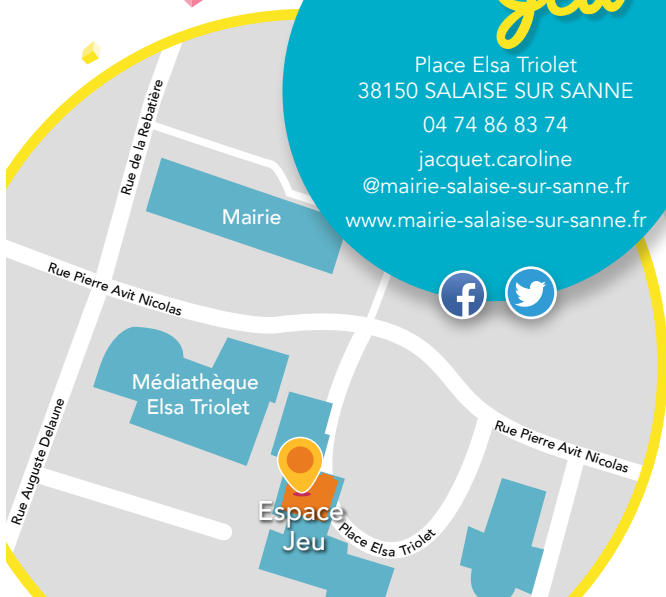 Jeu
Place Elsa Triolet
38150 SALAISE SUR SANNE
04 74 86 83 74
jacquet.caroline
@mairie-salaise-sur-sanne.fr
www.mairie-salaise-sur-sanne.fr
Rue de la Rebatière
Mairie
Rue Pierre Avit Nicolas
Médiathèque
Elsa Triolet
Rue Auguste Delaune
Rue Pierre Avit Nicolas
Espace
Jeu
Place Elsa Triolet